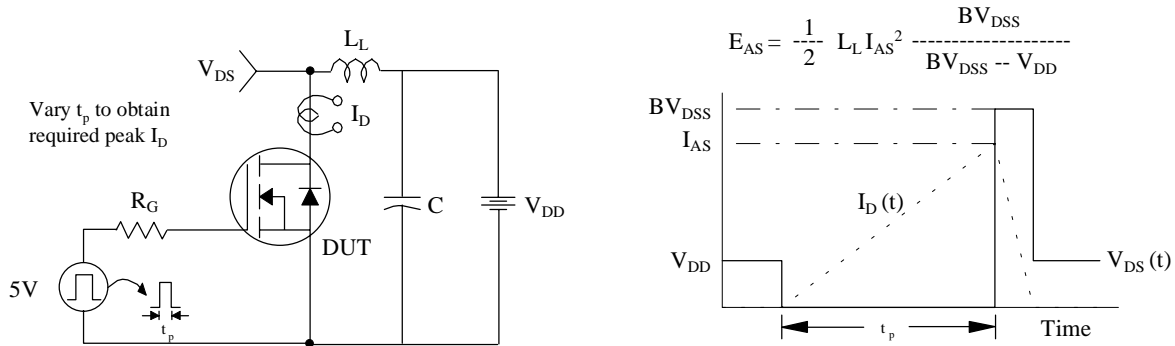 V_DS
L_L
Vary t_p to obtain
required peak I_D
I_D
R_G
DUT
C
V_DD
5V
t_p
E_AS = 1/2 L_L I_AS^2 BV_DSS / BV_DSS -- V_DD
BV_DSS
I_AS
I_D (t)
V_DD
V_DS (t)
t_p
Time